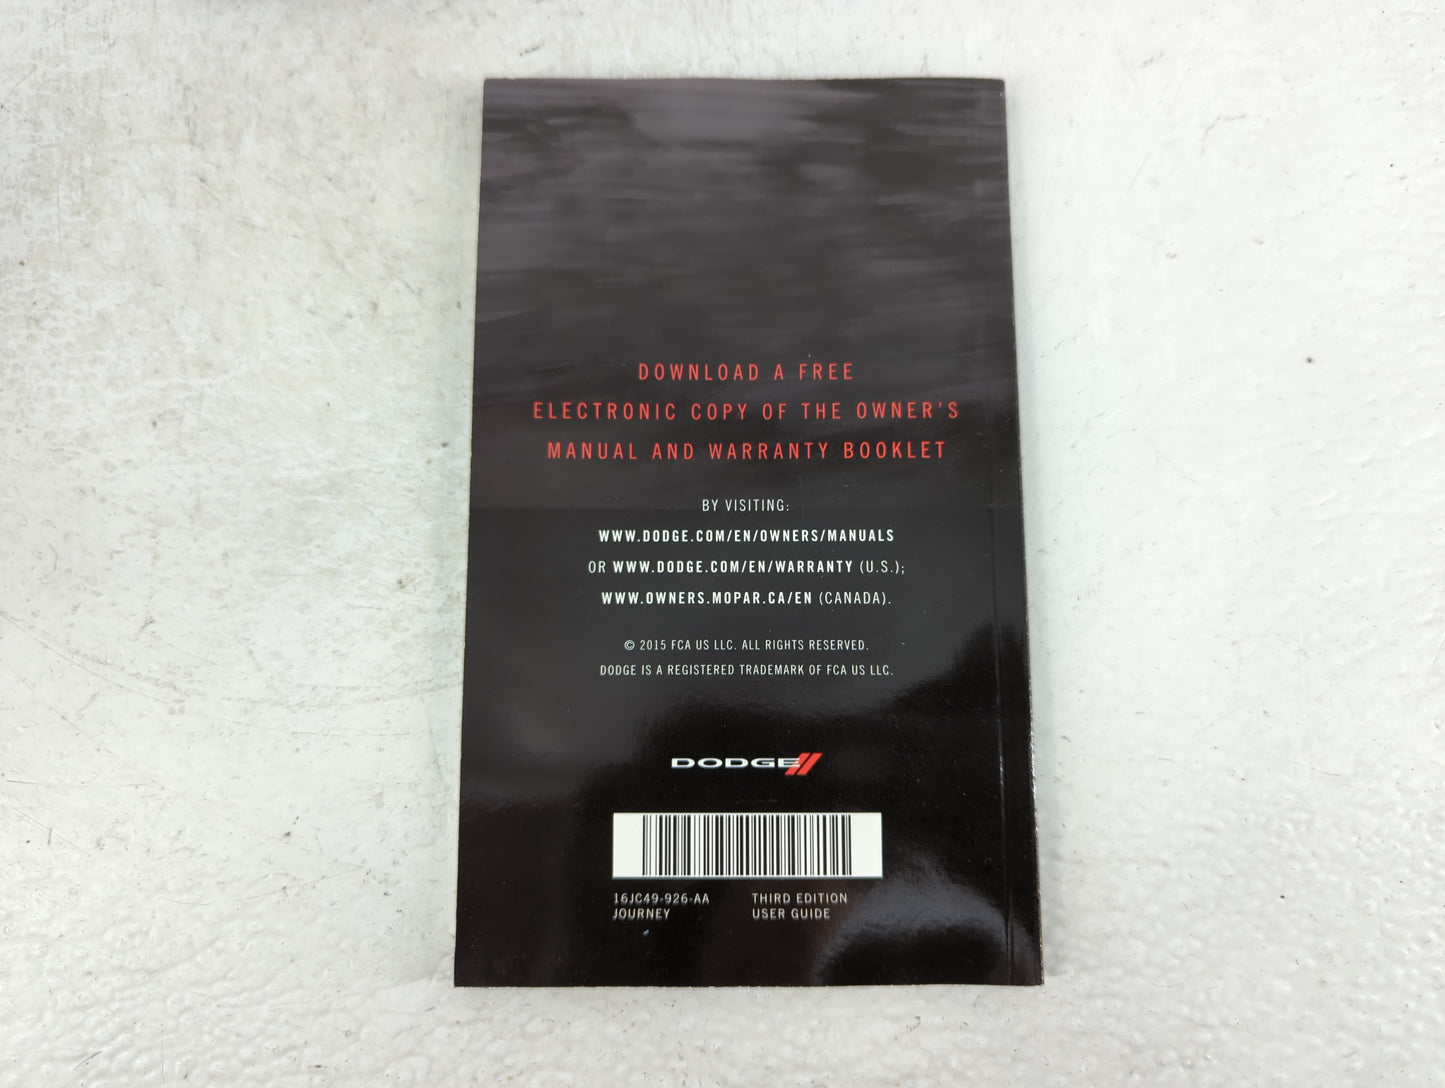 DOWNLOAD A FREE
ELECTRONIC COPY OF THE OWNER'S
MANUAL AND WARRANTY BOOKLET
BY VISITING:
WWW.DODGE.COM/EN/OWNERS/MANUALS
OR WWW.DODGE.COM/EN/WARRANTY (U.S.);
WWW.OWNERS.MOPAR.CA/EN (CANADA).
© 2015 FCA US LLC. ALL RIGHTS RESERVED.
DODGE IS A REGISTERED TRADEMARK OF FCA US LLC.
DODGE
16JC49-926-AA THIRD EDITION
JOURNEY USER GUIDE